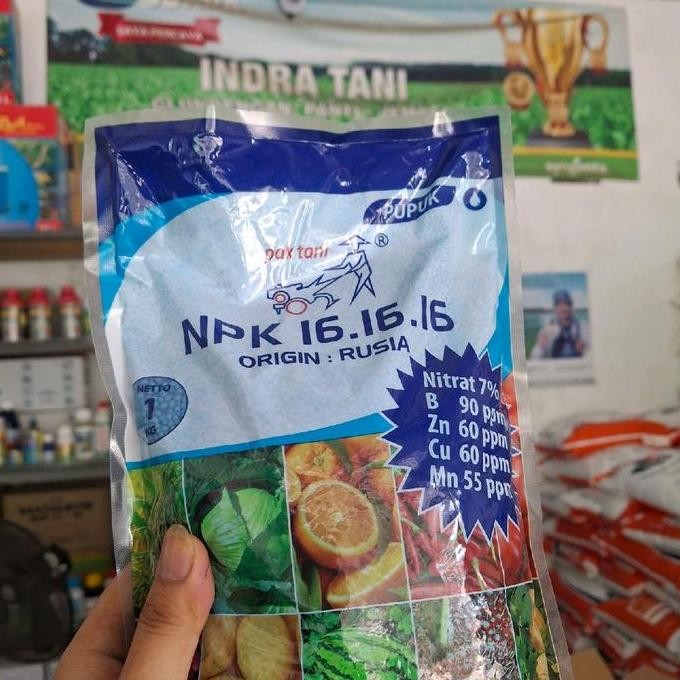 INDRA TANI
PUPUK
pak tani ®
NPK 16.16.16
ORIGIN : RUSIA
NETTO
1
KG
Nitrat 7%
B 90 ppm
Zn 60 ppm
Cu 60 ppm
Mn 55 ppm